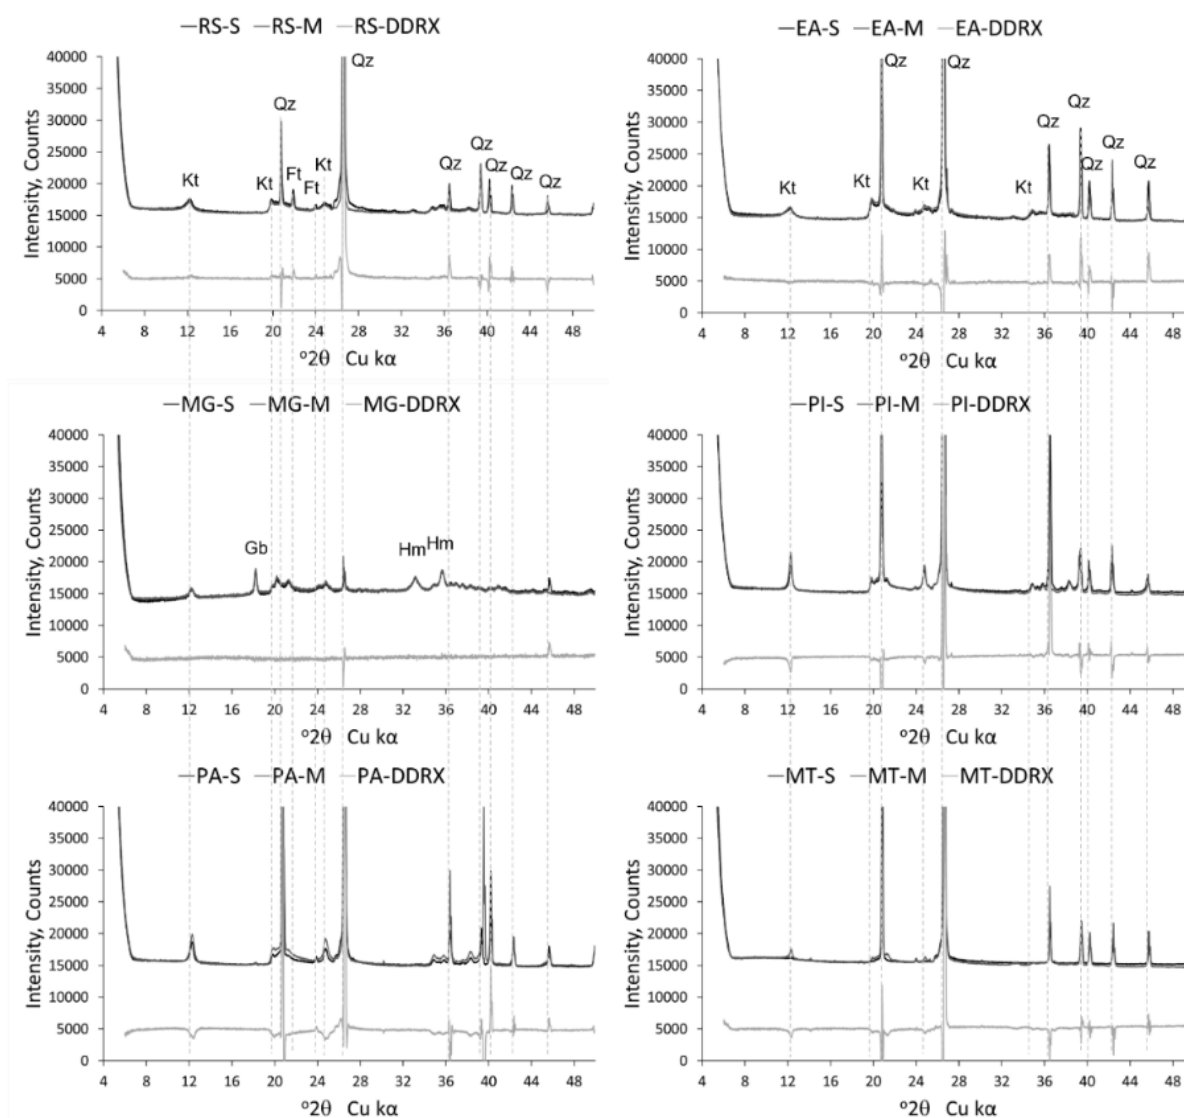 RS-S RS-M RS-DDRX
Intensity, Counts
40000
35000
30000
25000
20000
15000
10000
5000
0
Kt Kt Qz Ft Ft Kt Qz Qz Qz Qz Qz Qz
4 8 12 16 20 24 28 32 36 40 44 48
°2θ Cu kα
EA-S EA-M EA-DDRX
Intensity, Counts
40000
35000
30000
25000
20000
15000
10000
5000
0
Kt Kt Qz Kt Qz Kt Qz Qz Qz Qz Qz
4 8 12 16 20 24 28 32 36 40 44 48
°2θ Cu kα
MG-S MG-M MG-DDRX
Intensity, Counts
40000
35000
30000
25000
20000
15000
10000
5000
0
Gb Hm Hm
4 8 12 16 20 24 28 32 36 40 44 48
°2θ Cu kα
PI-S PI-M PI-DDRX
Intensity, Counts
40000
35000
30000
25000
20000
15000
10000
5000
0
4 8 12 16 20 24 28 32 36 40 44 48
°2θ Cu kα
PA-S PA-M PA-DDRX
Intensity, Counts
40000
35000
30000
25000
20000
15000
10000
5000
0
4 8 12 16 20 24 28 32 36 40 44 48
°2θ Cu kα
MT-S MT-M MT-DDRX
Intensity, Counts
40000
35000
30000
25000
20000
15000
10000
5000
0
4 8 12 16 20 24 28 32 36 40 44 48
°2θ Cu kα